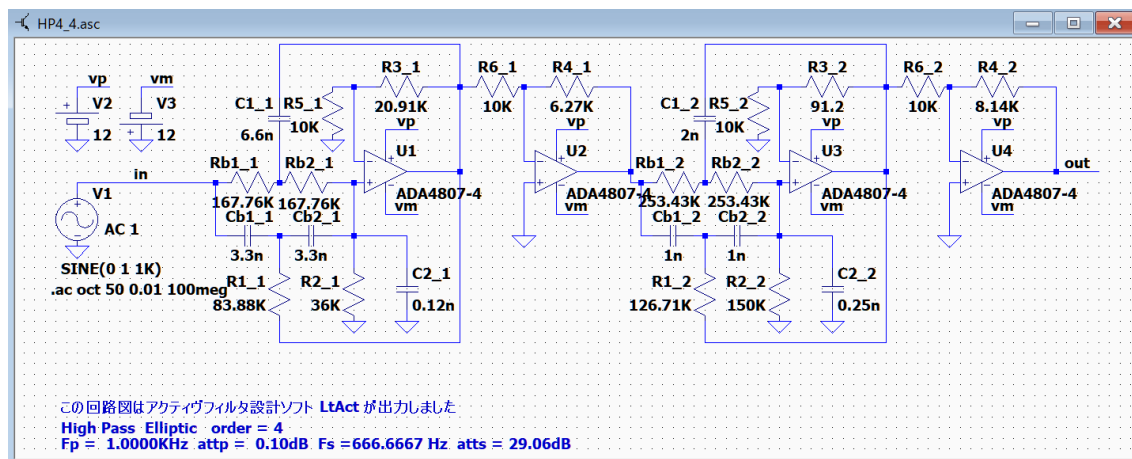 HP4_4.asc
vp
V2
12
vm
V3
12
in
V1
AC 1
SINE(0 1 1K)
.ac oct 50 0.01 100meg
C1_1
6.6n
R5_1
10K
R3_1
20.91K
vp
U1
ADA4807-4
vm
Rb1_1
167.76K
Rb2_1
167.76K
Cb1_1
3.3n
Cb2_1
3.3n
R1_1
83.88K
R2_1
36K
C2_1
0.12n
R6_1
10K
R4_1
6.27K
vp
U2
ADA4807-4
vm
C1_2
2n
R5_2
10K
R3_2
91.2
vp
U3
ADA4807-4
vm
Rb1_2
253.43K
Rb2_2
253.43K
Cb1_2
1n
Cb2_2
1n
R1_2
126.71K
R2_2
150K
C2_2
0.25n
R6_2
10K
R4_2
8.14K
vp
U4
ADA4807-4
vm
out
この回路図はアクティヴフィルタ設計ソフト LtAct が出力しました
High Pass Elliptic order = 4
Fp = 1.0000KHz attp = 0.10dB Fs =666.6667 Hz atts = 29.06dB